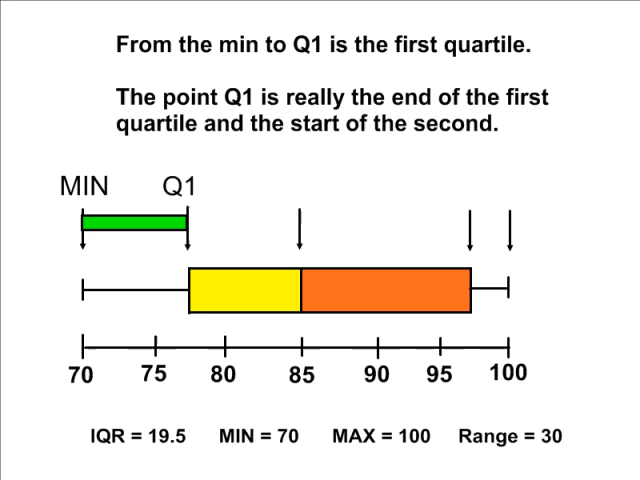 From the min to Q1 is the first quartile.
The point Q1 is really the end of the first
quartile and the start of the second.
MIN Q1
70 75 80 85 90 95 100
IQR = 19.5 MIN = 70 MAX = 100 Range = 30